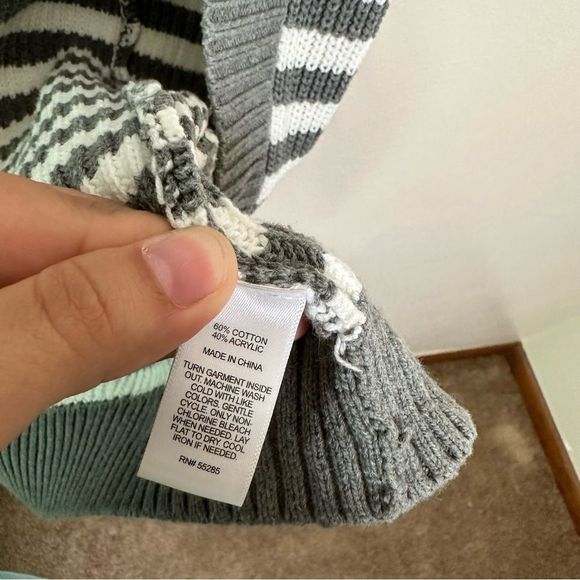 60% COTTON
40% ACRYLIC
MADE IN CHINA
TURN GARMENT INSIDE
OUT. MACHINE WASH
COLD WITH LIKE
COLORS. GENTLE
CYCLE. ONLY NON-
CHLORINE BLEACH
WHEN NEEDED. LAY
FLAT TO DRY. COOL
IRON IF NEEDED.
RN# 55285